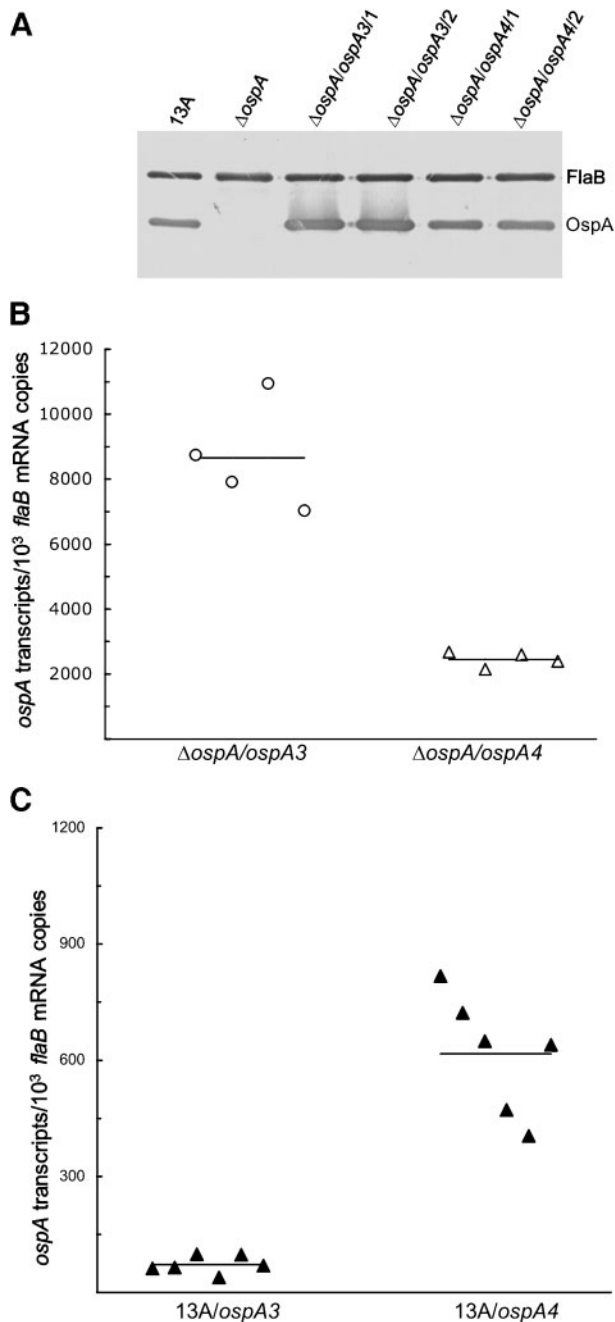 A
13A
ΔospA
ΔospA/ospA3/1
ΔospA/ospA3/2
ΔospA/ospA4/1
ΔospA/ospA4/2
FlaB
OspA
B
ospA transcripts/10³ flaB mRNA copies
12000
10000
8000
6000
4000
2000
ΔospA/ospA3 ΔospA/ospA4
C
ospA transcripts/10³ flaB mRNA copies
1200
900
600
300
13A/ospA3 13A/ospA4